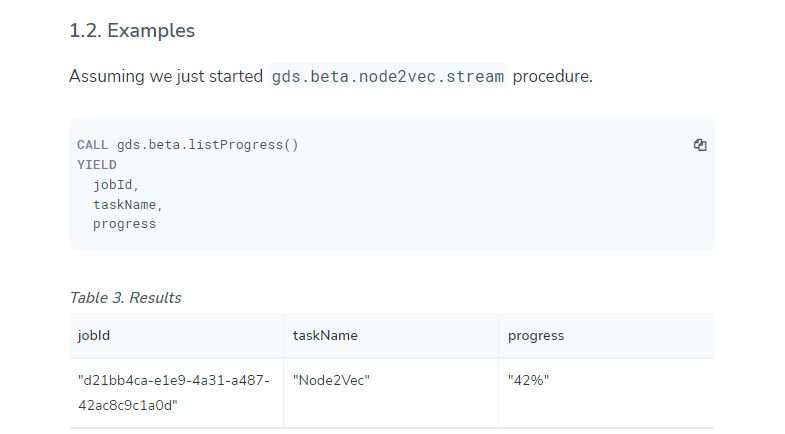 1.2. Examples
Assuming we just started gds.beta.node2vec.stream procedure.
CALL gds.beta.listProgress()
YIELD
  jobId,
  taskName,
  progress
Table 3. Results
jobId taskName progress
"d21bb4ca-e1e9-4a31-a487- "Node2Vec" "42%"
42ac8c9c1a0d"